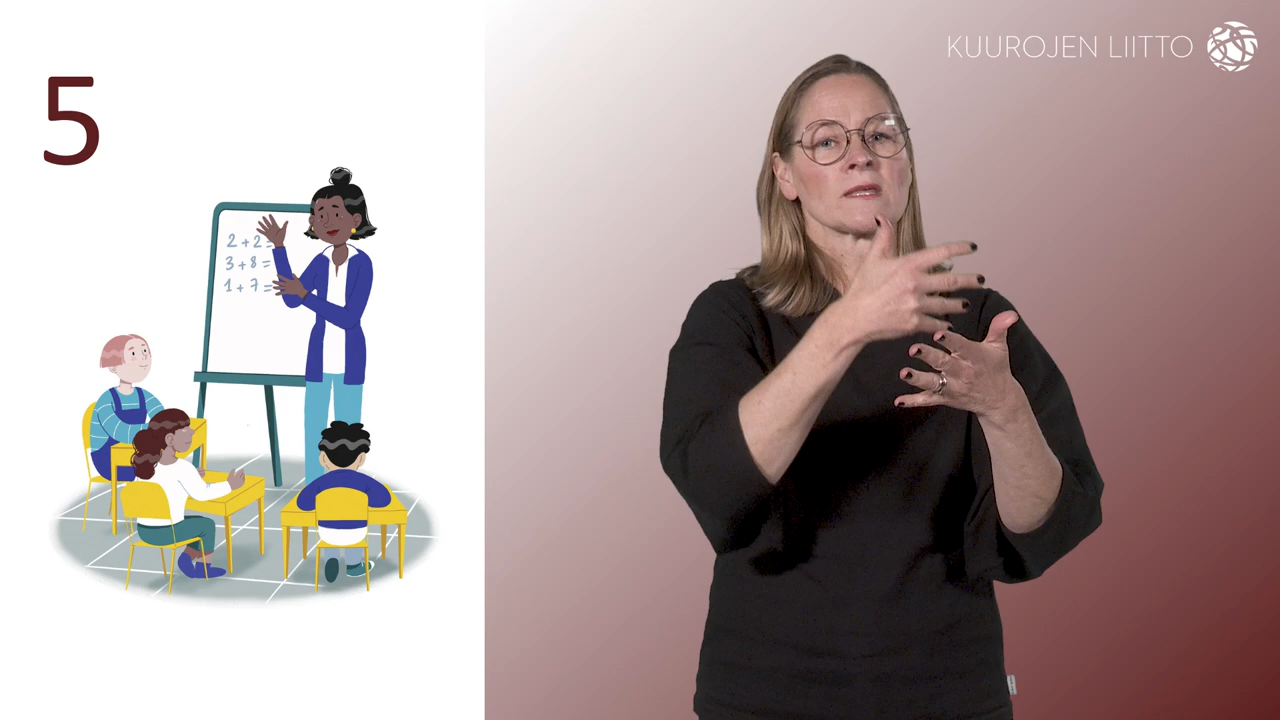 5
2 + 2 =
3 + 8 =
1 + 7 =
KUUROJEN LIITTO